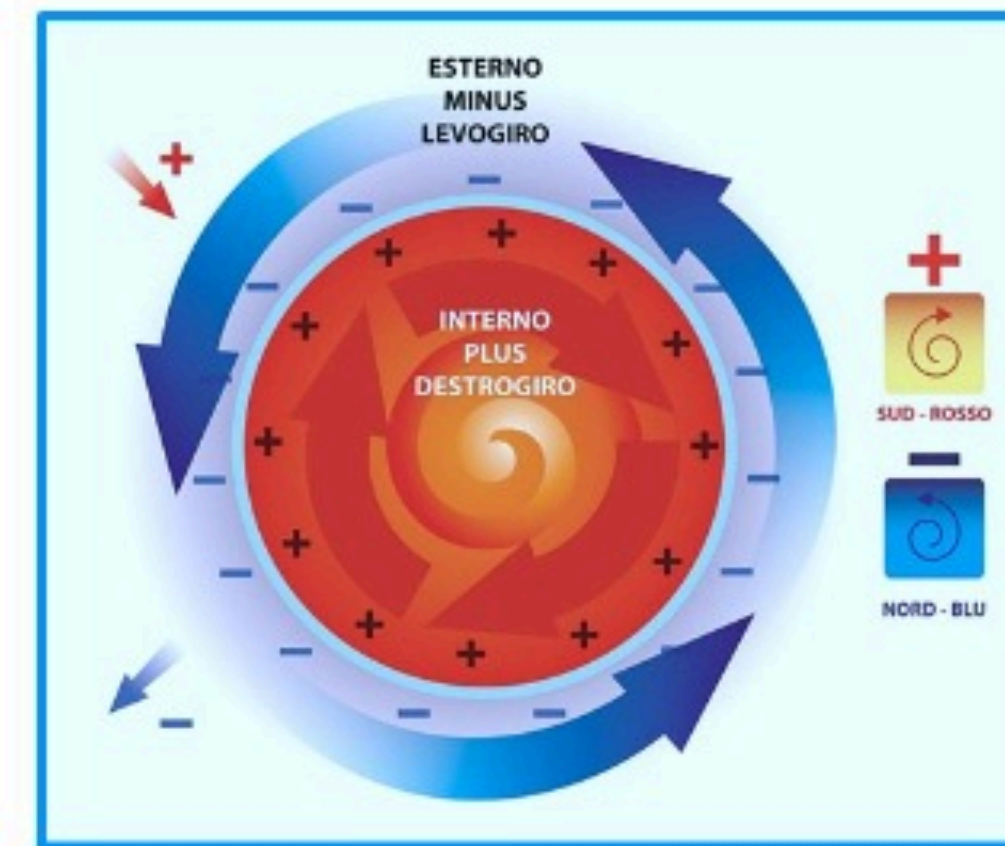 ESTERNO
MINUS
LEVOGIRO
INTERNO
PLUS
DESTROGIRO
SUD - ROSSO
NORD - BLU